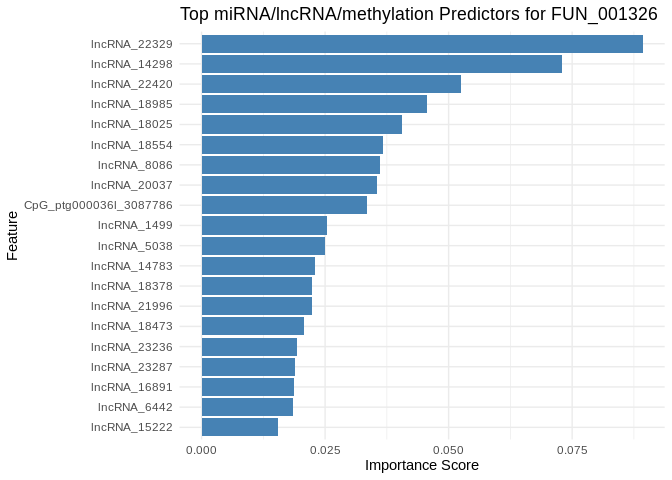 Top miRNA/lncRNA/methylation Predictors for FUN_001326
lncRNA_22329
lncRNA_14298
lncRNA_22420
lncRNA_18985
lncRNA_18025
lncRNA_18554
lncRNA_8086
lncRNA_20037
CpG_ptg000036l_3087786
lncRNA_1499
lncRNA_5038
lncRNA_14783
lncRNA_18378
lncRNA_21996
lncRNA_18473
lncRNA_23236
lncRNA_23287
lncRNA_16891
lncRNA_6442
lncRNA_15222
Feature
0.000 0.025 0.050 0.075
Importance Score